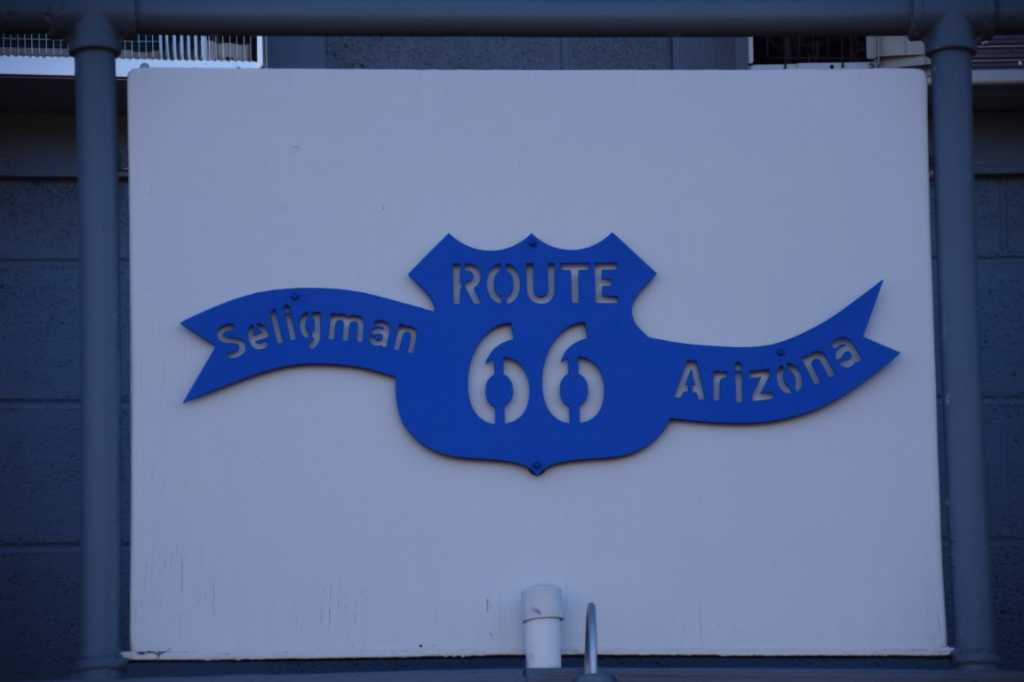 ROUTE
66
Seligman
Arizona